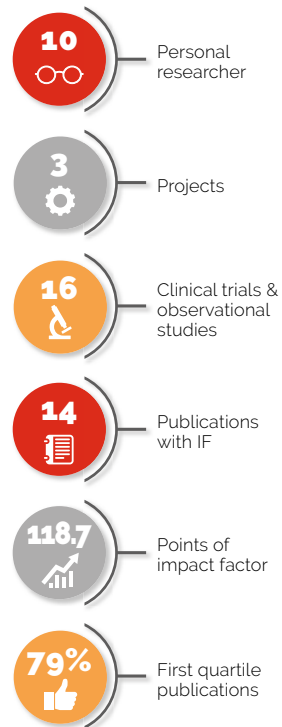 10
Personal
researcher
3
Projects
16
Clinical trials &
observational
studies
14
Publications
with IF
118.7
Points of
impact factor
79%
First quartile
publications